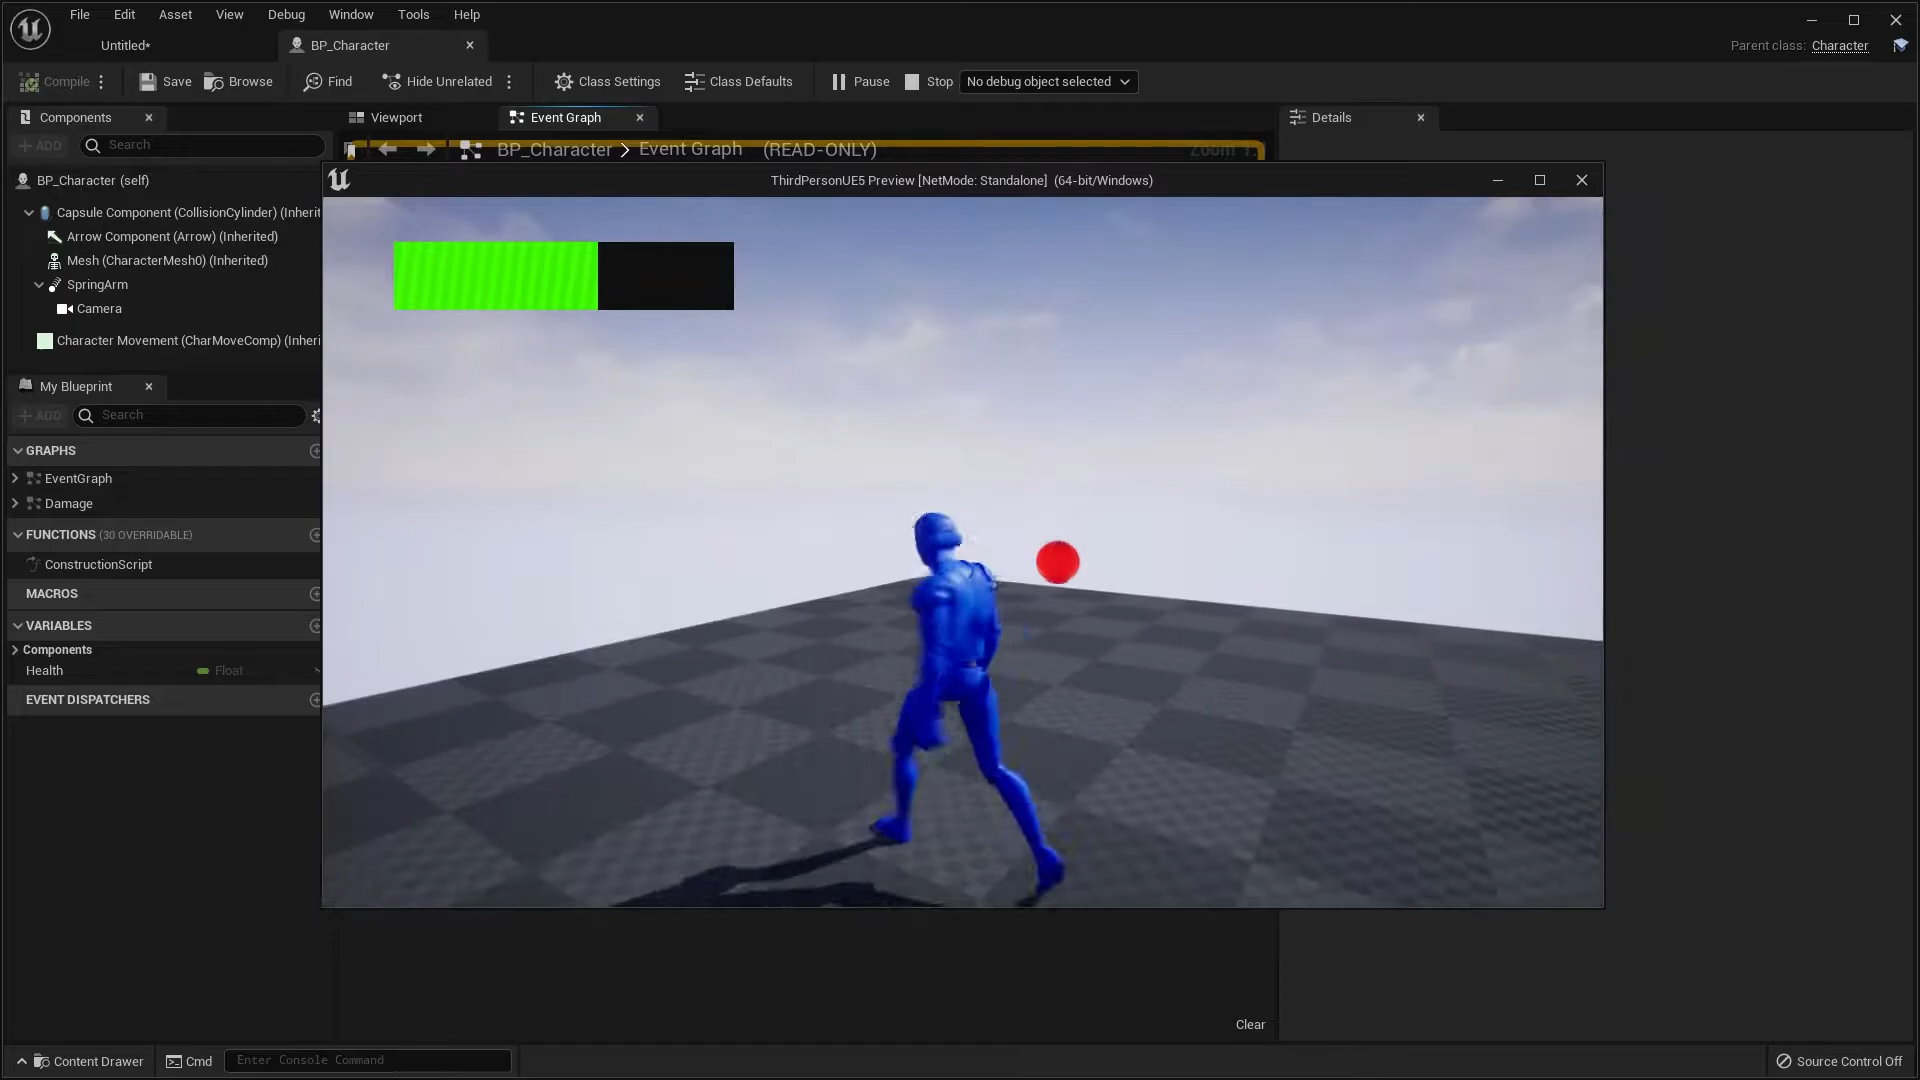 File Edit Asset View Debug Window Tools Help
Untitled*
BP_Character
Parent class: Character
Compile
Save
Browse
Find
Hide Unrelated
Class Settings
Class Defaults
Pause
Stop
No debug object selected
Components
Viewport
Event Graph
Details
ADD
Search
BP_Character > Event Graph (READ-ONLY)
Zoom 1:
BP_Character (self)
ThirdPersonUE5 Preview [NetMode: Standalone] (64-bit/Windows)
Capsule Component (CollisionCylinder) (Inherit
Arrow Component (Arrow) (Inherited)
Mesh (CharacterMesh0) (Inherited)
SpringArm
Camera
Character Movement (CharMoveComp) (Inheri
My Blueprint
ADD
Search
GRAPHS
EventGraph
Damage
FUNCTIONS (30 OVERRIDABLE)
ConstructionScript
MACROS
VARIABLES
Components
Health Float
EVENT DISPATCHERS
Clear
Content Drawer
Cmd
Enter Console Command
Source Control Off